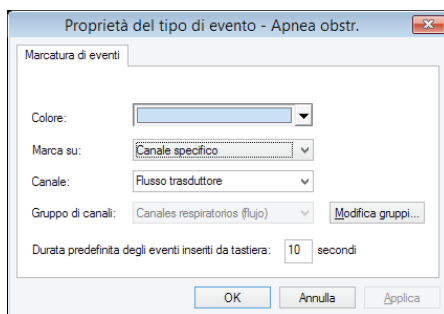 Proprietà del tipo di evento - Apnea obstr.
Marcatura di eventi
Colore:
Marca su: Canale specifico
Canale: Flusso trasduttore
Gruppo di canali: Canales respiratorios (flujo) Modifica gruppi...
Durata predefinita degli eventi inseriti da tastiera: 10 secondi
OK Annulla Applica